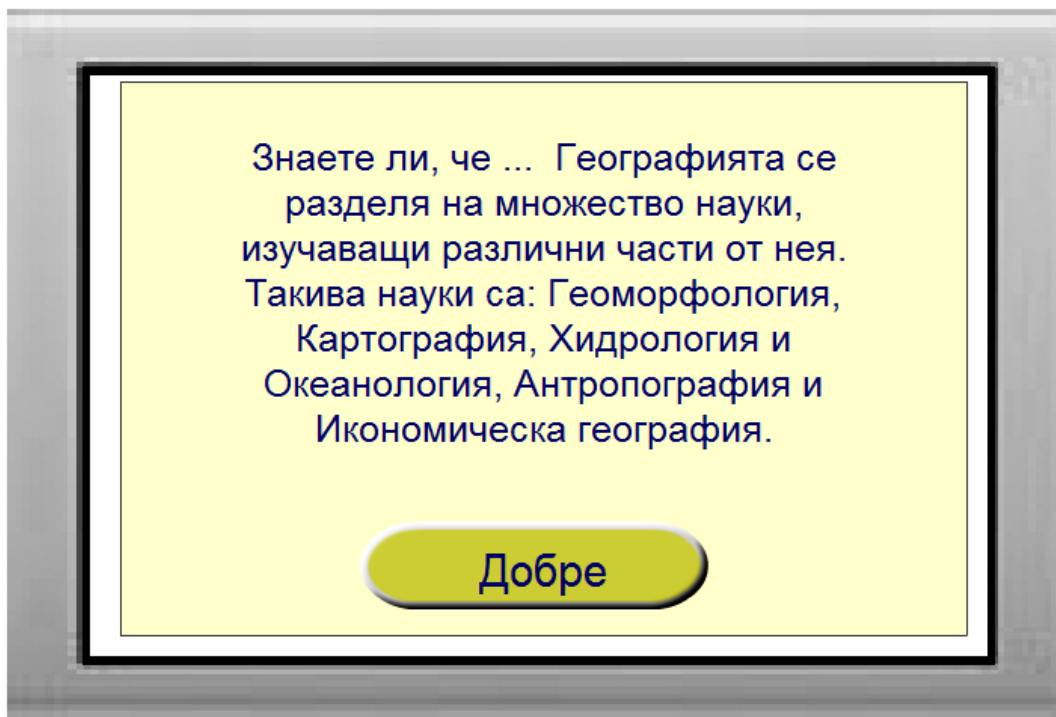 Знаете ли, че ...  Географията се
разделя на множество науки,
изучаващи различни части от нея.
Такива науки са: Геоморфология,
Картография, Хидрология и
Океанология, Антропография и
Икономическа география.
Добре